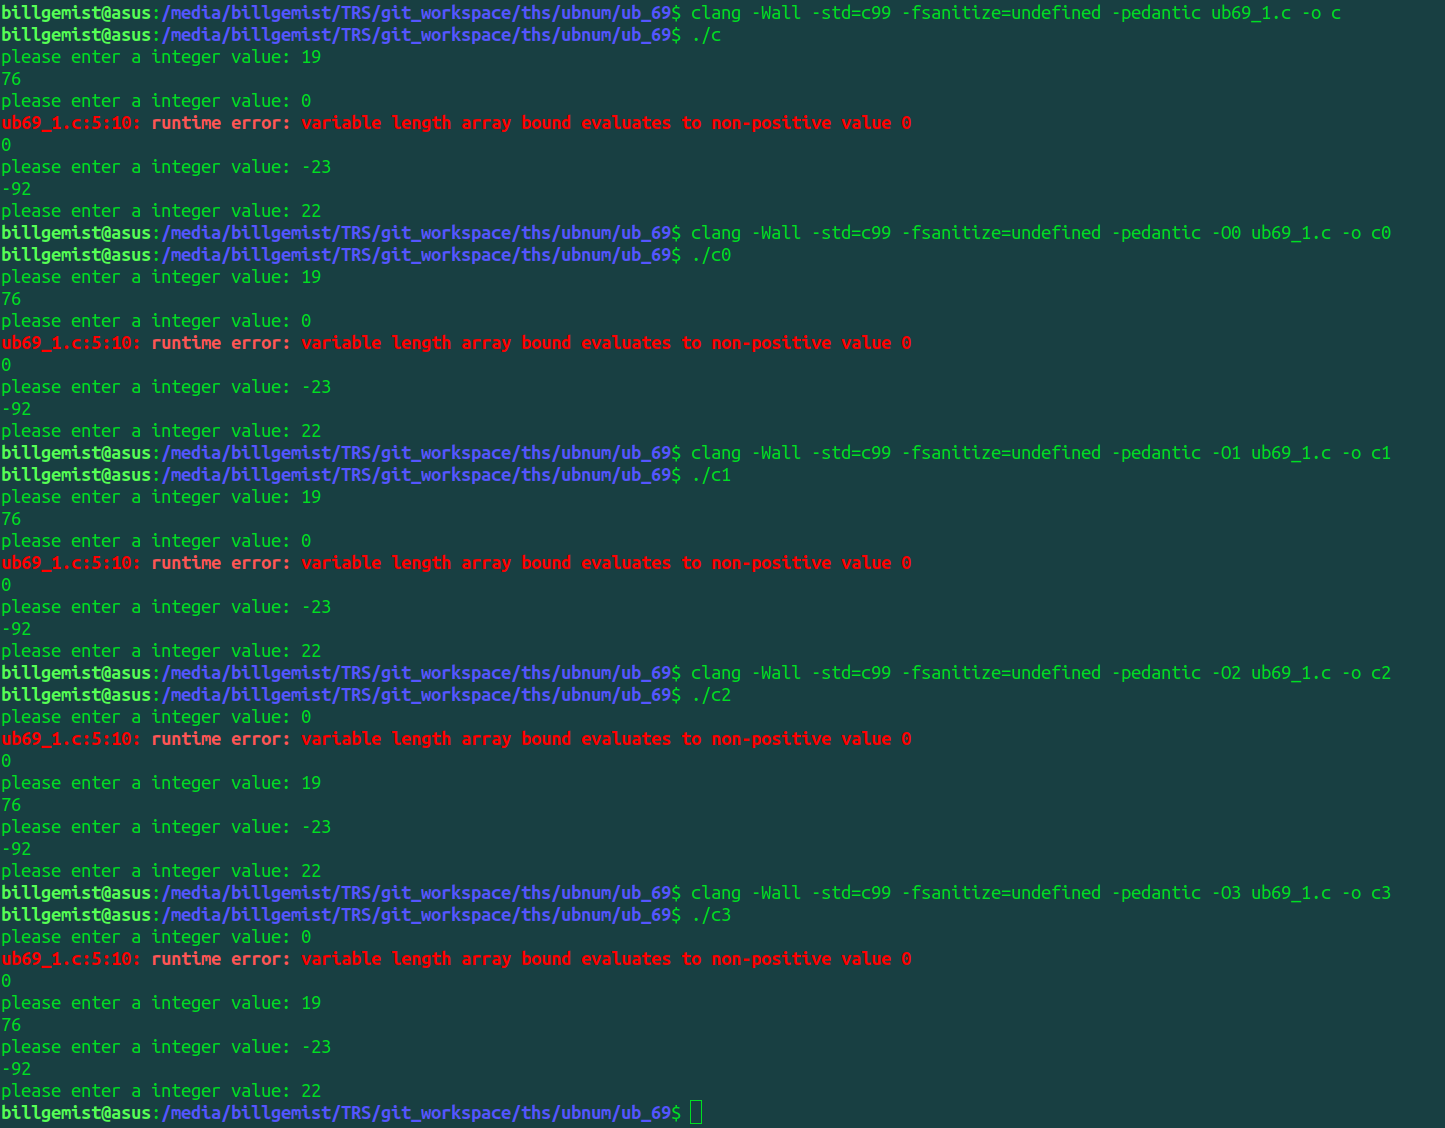 billgemist@asus:/media/billgemist/TRS/git_workspace/ths/ubnum/ub_69$ clang -Wall -std=c99 -fsanitize=undefined -pedantic ub69_1.c -o c
billgemist@asus:/media/billgemist/TRS/git_workspace/ths/ubnum/ub_69$ ./c
please enter a integer value: 19
76
please enter a integer value: 0
ub69_1.c:5:10: runtime error: variable length array bound evaluates to non-positive value 0
0
please enter a integer value: -23
-92
please enter a integer value: 22
billgemist@asus:/media/billgemist/TRS/git_workspace/ths/ubnum/ub_69$ clang -Wall -std=c99 -fsanitize=undefined -pedantic -O0 ub69_1.c -o c0
billgemist@asus:/media/billgemist/TRS/git_workspace/ths/ubnum/ub_69$ ./c0
please enter a integer value: 19
76
please enter a integer value: 0
ub69_1.c:5:10: runtime error: variable length array bound evaluates to non-positive value 0
0
please enter a integer value: -23
-92
please enter a integer value: 22
billgemist@asus:/media/billgemist/TRS/git_workspace/ths/ubnum/ub_69$ clang -Wall -std=c99 -fsanitize=undefined -pedantic -O1 ub69_1.c -o c1
billgemist@asus:/media/billgemist/TRS/git_workspace/ths/ubnum/ub_69$ ./c1
please enter a integer value: 19
76
please enter a integer value: 0
ub69_1.c:5:10: runtime error: variable length array bound evaluates to non-positive value 0
0
please enter a integer value: -23
-92
please enter a integer value: 22
billgemist@asus:/media/billgemist/TRS/git_workspace/ths/ubnum/ub_69$ clang -Wall -std=c99 -fsanitize=undefined -pedantic -O2 ub69_1.c -o c2
billgemist@asus:/media/billgemist/TRS/git_workspace/ths/ubnum/ub_69$ ./c2
please enter a integer value: 0
ub69_1.c:5:10: runtime error: variable length array bound evaluates to non-positive value 0
0
please enter a integer value: 19
76
please enter a integer value: -23
-92
please enter a integer value: 22
billgemist@asus:/media/billgemist/TRS/git_workspace/ths/ubnum/ub_69$ clang -Wall -std=c99 -fsanitize=undefined -pedantic -O3 ub69_1.c -o c3
billgemist@asus:/media/billgemist/TRS/git_workspace/ths/ubnum/ub_69$ ./c3
please enter a integer value: 0
ub69_1.c:5:10: runtime error: variable length array bound evaluates to non-positive value 0
0
please enter a integer value: 19
76
please enter a integer value: -23
-92
please enter a integer value: 22
billgemist@asus:/media/billgemist/TRS/git_workspace/ths/ubnum/ub_69$